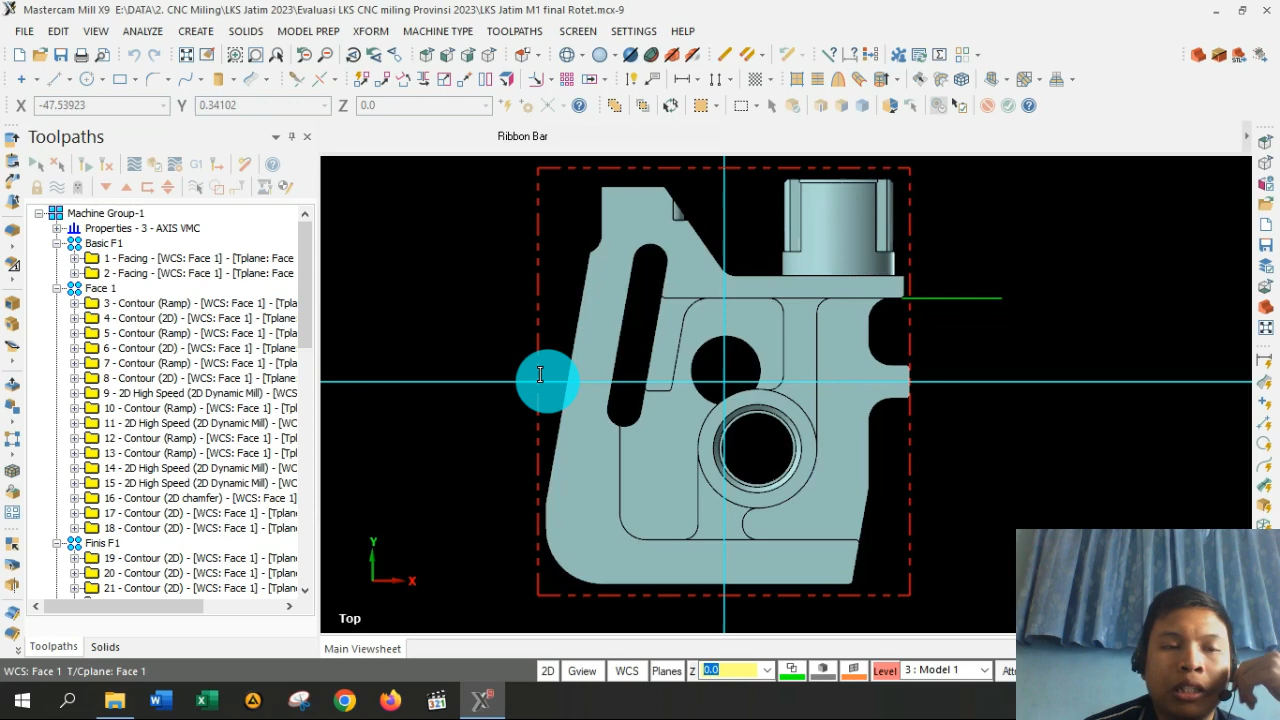 Mastercam Mill X9  E:\DATA\2. CNC Miling\LKS Jatim 2023\Evaluasi LKS CNC miling Provinsi 2023\LKS Jatim M1 final Rotet.mcx-9
FILE EDIT VIEW ANALYZE CREATE SOLIDS MODEL PREP XFORM MACHINE TYPE TOOLPATHS SCREEN SETTINGS HELP
X -47.53923 Y 0.34102 Z 0.0
Ribbon Bar
Toolpaths
G1
Machine Group-1
Properties - 3 - AXIS VMC
Basic F1
1 - Facing - [WCS: Face 1] - [Tplane: Face
2 - Facing - [WCS: Face 1] - [Tplane: Face
Face 1
3 - Contour (Ramp) - [WCS: Face 1] - [Tpla
4 - Contour (2D) - [WCS: Face 1] - [Tplane:
5 - Contour (Ramp) - [WCS: Face 1] - [Tpla
6 - Contour (2D) - [WCS: Face 1] - [Tplane:
7 - Contour (Ramp) - [WCS: Face 1] - [Tpla
8 - Contour (2D) - [WCS: Face 1] - [Tplane:
9 - 2D High Speed (2D Dynamic Mill) - [WC
10 - Contour (Ramp) - [WCS: Face 1] - [Tpl
11 - 2D High Speed (2D Dynamic Mill) - [W
12 - Contour (Ramp) - [WCS: Face 1] - [Tpl
13 - Contour (Ramp) - [WCS: Face 1] - [Tpl
14 - 2D High Speed (2D Dynamic Mill) - [W
15 - 2D High Speed (2D Dynamic Mill) - [W
16 - Contour (2D chamfer) - [WCS: Face 1]
17 - Contour (2D) - [WCS: Face 1] - [Tplan
18 - Contour (2D) - [WCS: Face 1] - [Tplan
Finis F1
19 - Contour (2D) - [WCS: Face 1] - [Tplan
20 - Contour (2D) - [WCS: Face 1] - [Tplan
21 - Contour (2D) - [WCS: Face 1] - [Tplan
Y
X
Top
Toolpaths Solids
Main Viewsheet
WCS: Face 1 T/Cplane: Face 1 2D Gview WCS Planes Z 0.0 Level 3 : Model 1 Att
321